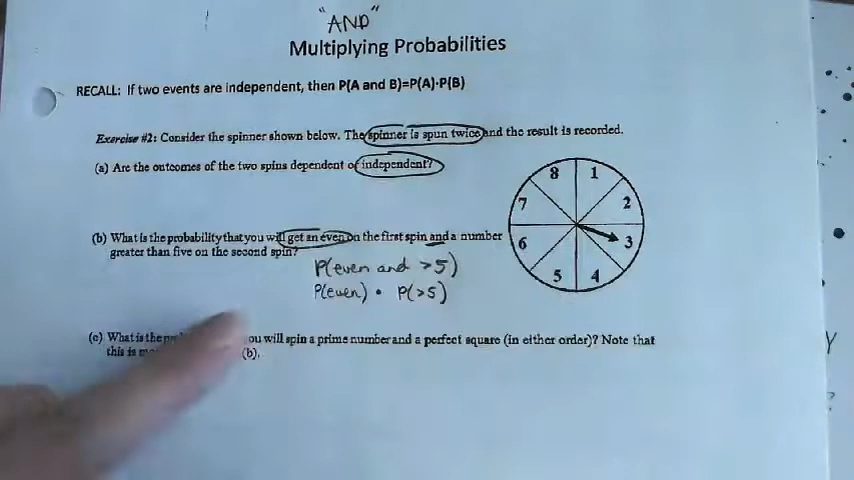 "AND"
Multiplying Probabilities
RECALL: If two events are independent, then P(A and B)=P(A)·P(B)
Exercise #2: Consider the spinner shown below. The spinner is spun twice and the result is recorded.
(a) Are the outcomes of the two spins dependent or independent?
8 1
7 2
6 3
5 4
(b) What is the probability that you will get an even on the first spin and a number
greater than five on the second spin?
P(even and >5)
P(even) • P(>5)
(c) What is the you will spin a prime number and a perfect square (in either order)? Note that
this is (b).
Y